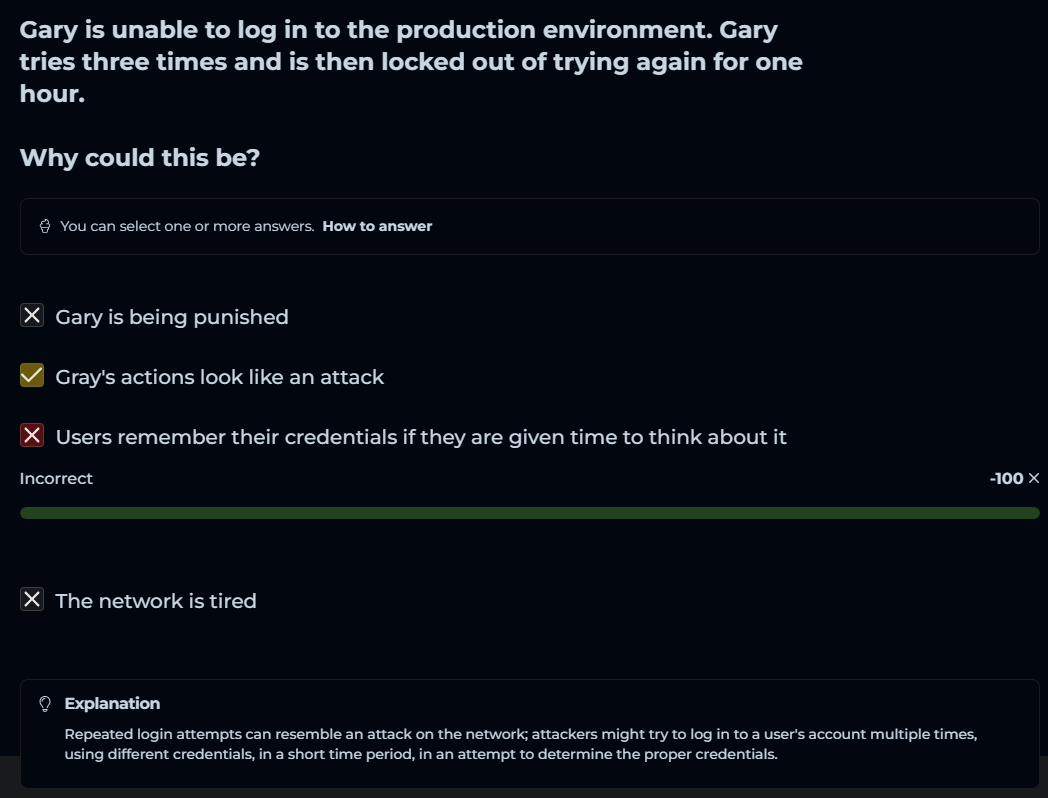 Gary is unable to log in to the production environment. Gary
tries three times and is then locked out of trying again for one
hour.
Why could this be?
You can select one or more answers. How to answer
Gary is being punished
Gray's actions look like an attack
Users remember their credentials if they are given time to think about it
Incorrect
-100 ×
The network is tired
Explanation
Repeated login attempts can resemble an attack on the network; attackers might try to log in to a user's account multiple times,
using different credentials, in a short time period, in an attempt to determine the proper credentials.